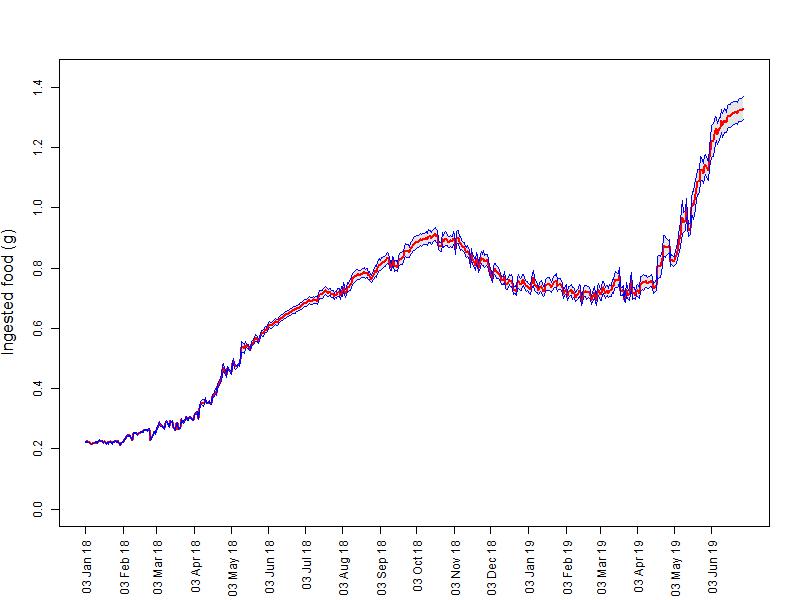 Ingested food (g)
1.4
1.2
1.0
0.8
0.6
0.4
0.2
0.0
03 Jan 18
03 Feb 18
03 Mar 18
03 Apr 18
03 May 18
03 Jun 18
03 Jul 18
03 Aug 18
03 Sep 18
03 Oct 18
03 Nov 18
03 Dec 18
03 Jan 19
03 Feb 19
03 Mar 19
03 Apr 19
03 May 19
03 Jun 19